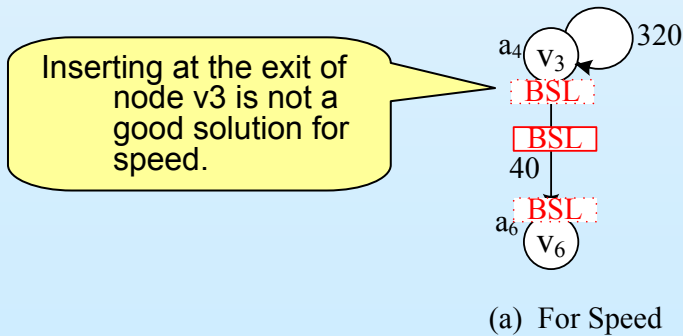 a₄
v₃
320
Inserting at the exit of
node v3 is not a
good solution for
speed.
BSL
BSL
40
BSL
a₆
v₆
(a) For Speed